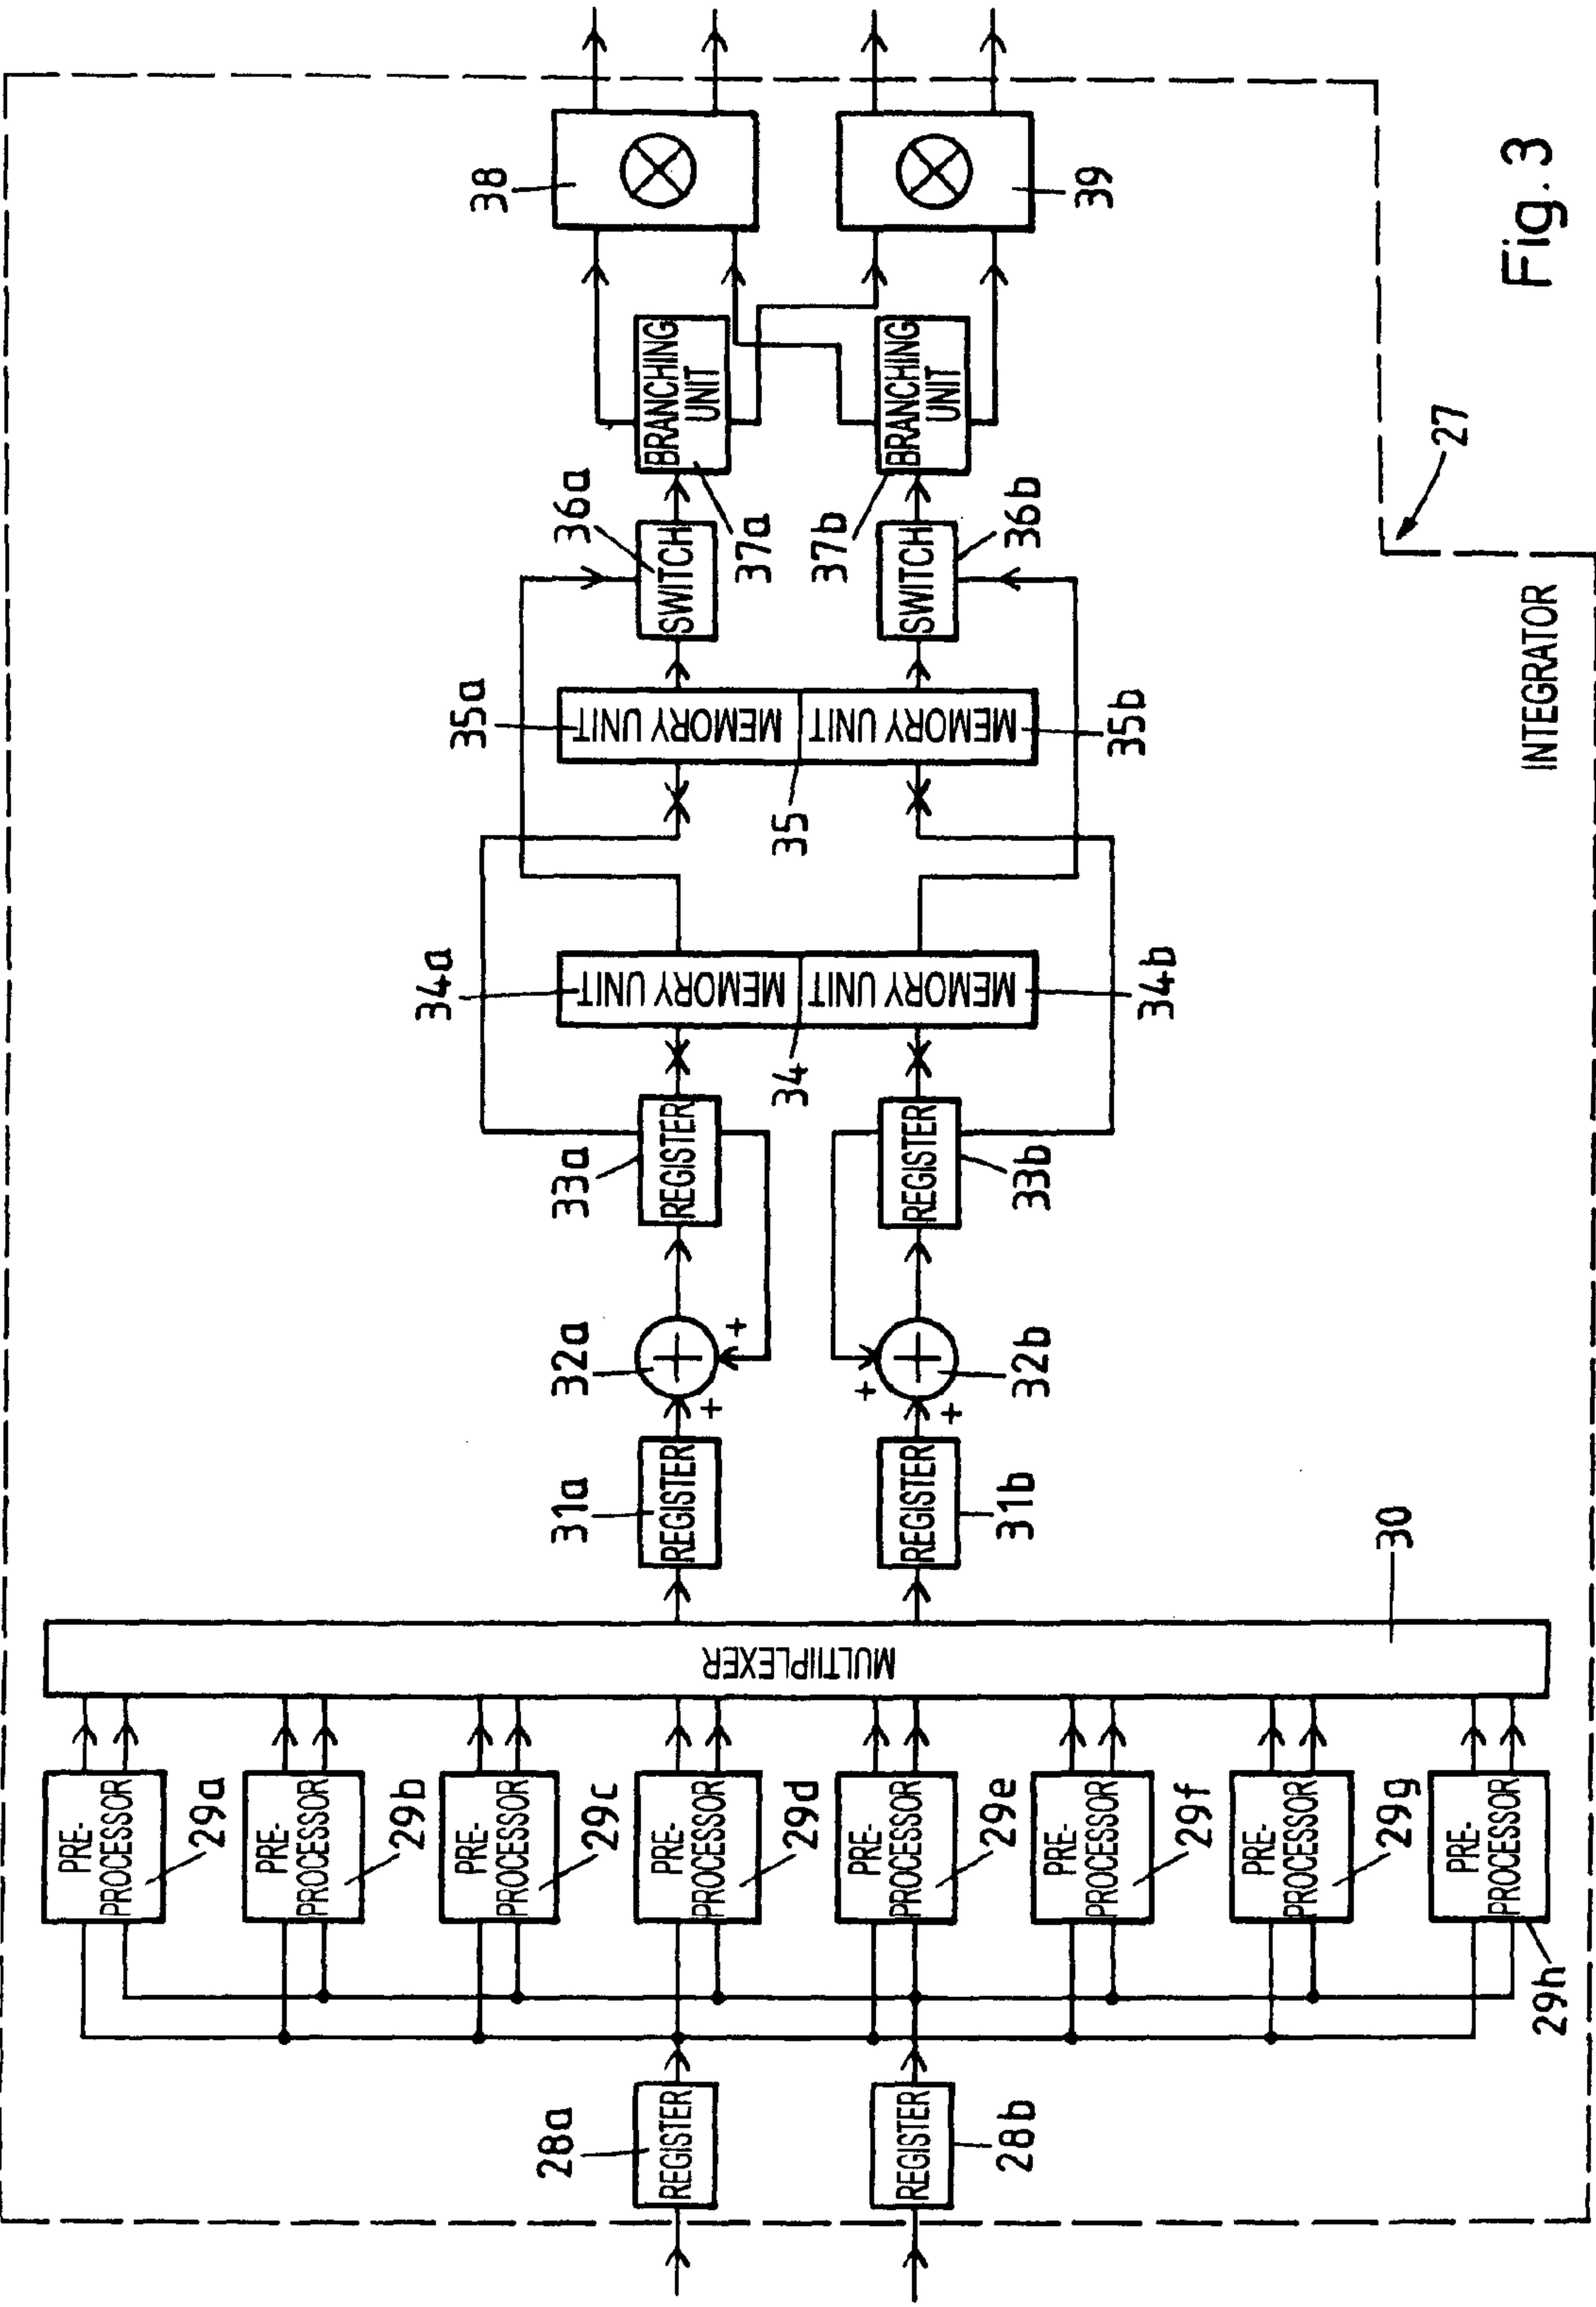 28a
REGISTER
28b
REGISTER
PRE-
PROCESSOR
29a
PRE-
PROCESSOR
29b
PRE-
PROCESSOR
29c
PRE-
PROCESSOR
29d
PRE-
PROCESSOR
29e
PRE-
PROCESSOR
29f
PRE-
PROCESSOR
29g
PRE-
PROCESSOR
29h
MULTIPLEXER
30
31a
REGISTER
31b
REGISTER
32a
+
+
32b
+
+
33a
REGISTER
33b
REGISTER
34a
MEMORY UNIT
34
MEMORY UNIT
34b
35a
MEMORY UNIT
35
MEMORY UNIT
35b
36a
SWITCH
36b
SWITCH
37a
BRANCHING
UNIT
37b
BRANCHING
UNIT
38
39
INTEGRATOR
27
Fig. 3